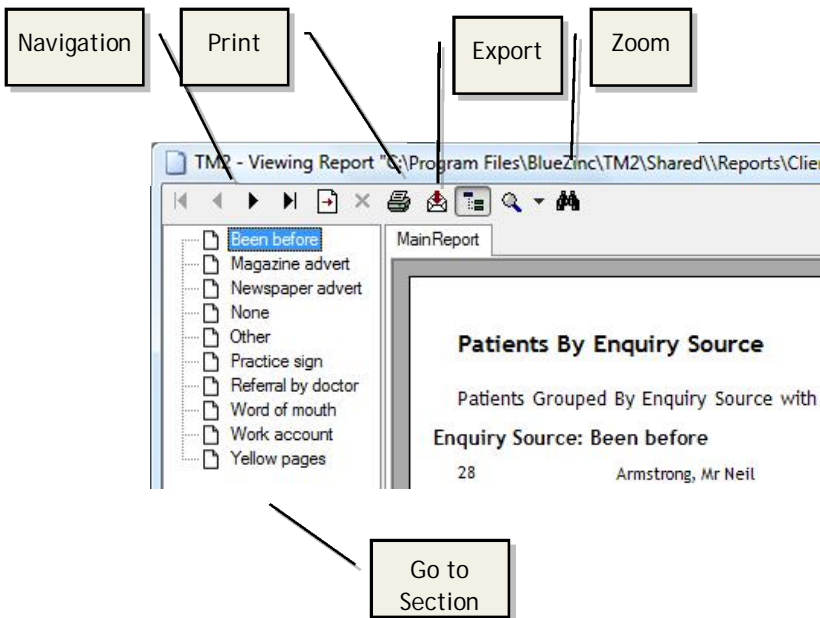 Navigation
Print
Export
Zoom
TM2 - Viewing Report "C:\Program Files\BlueZinc\TM2\Shared\\Reports\Clie
Been before
Magazine advert
Newspaper advert
None
Other
Practice sign
Referral by doctor
Word of mouth
Work account
Yellow pages
MainReport
Patients By Enquiry Source
Patients Grouped By Enquiry Source with
Enquiry Source: Been before
28 Armstrong, Mr Neil
Go to
Section